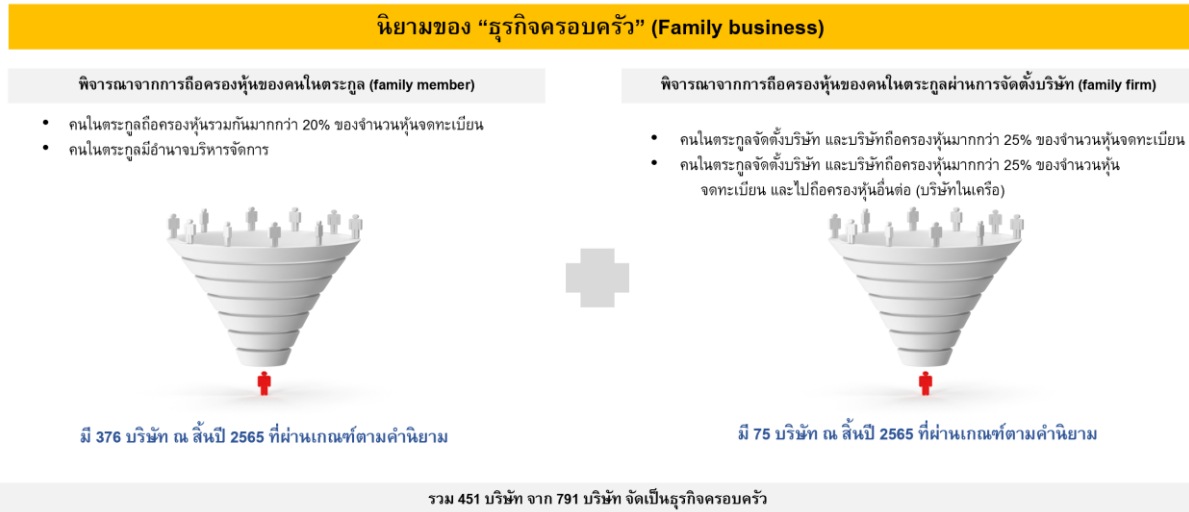 นิยามของ “ธุรกิจครอบครัว” (Family business)
พิจารณาจากการถือครองหุ้นของคนในตระกูล (family member)
• คนในตระกูลถือครองหุ้นรวมกันมากกว่า 20% ของจำนวนหุ้นจดทะเบียน
• คนในตระกูลมีอำนาจบริหารจัดการ
มี 376 บริษัท ณ สิ้นปี 2565 ที่ผ่านเกณฑ์ตามคำนิยาม
พิจารณาจากการถือครองหุ้นของคนในตระกูลผ่านการจัดตั้งบริษัท (family firm)
• คนในตระกูลจัดตั้งบริษัท และบริษัทถือครองหุ้นมากกว่า 25% ของจำนวนหุ้นจดทะเบียน
• คนในตระกูลจัดตั้งบริษัท และบริษัทถือครองหุ้นมากกว่า 25% ของจำนวนหุ้น
จดทะเบียน และไปถือครองหุ้นอื่นต่อ (บริษัทในเครือ)
มี 75 บริษัท ณ สิ้นปี 2565 ที่ผ่านเกณฑ์ตามคำนิยาม
รวม 451 บริษัท จาก 791 บริษัท จัดเป็นธุรกิจครอบครัว